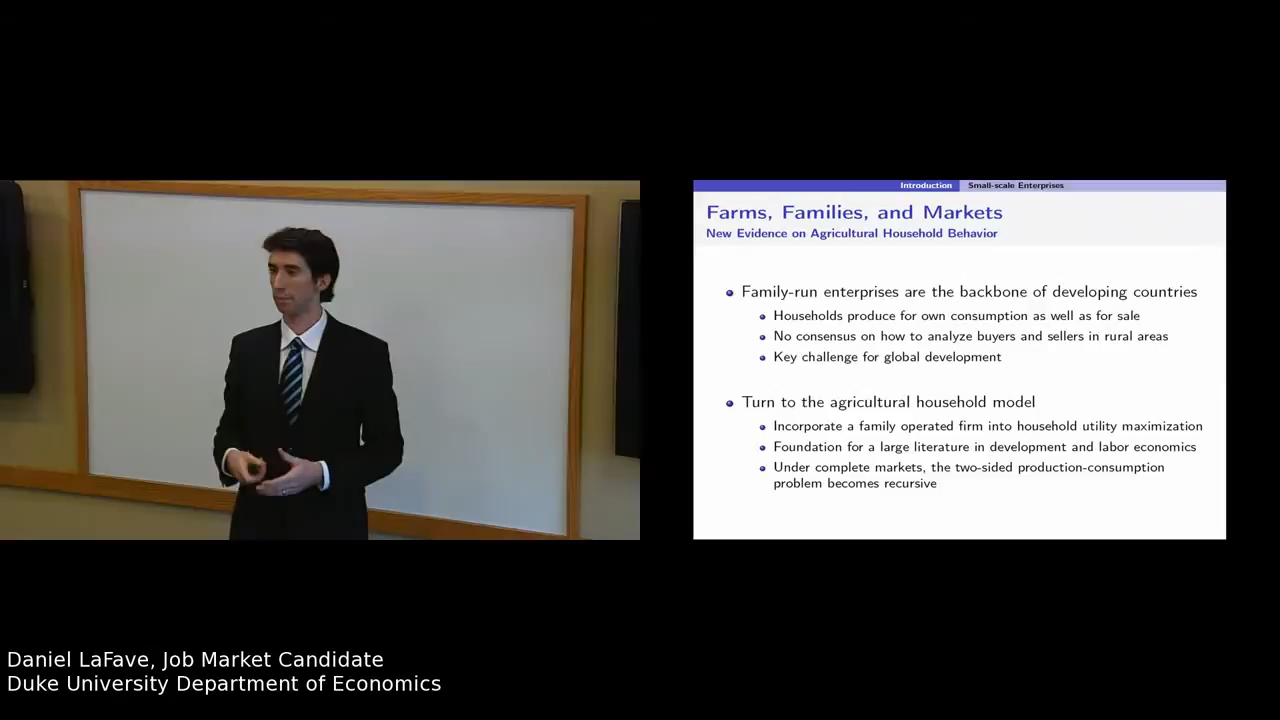 Introduction Small-scale Enterprises
Farms, Families, and Markets
New Evidence on Agricultural Household Behavior
Family-run enterprises are the backbone of developing countries
Households produce for own consumption as well as for sale
No consensus on how to analyze buyers and sellers in rural areas
Key challenge for global development
Turn to the agricultural household model
Incorporate a family operated firm into household utility maximization
Foundation for a large literature in development and labor economics
Under complete markets, the two-sided production-consumption
problem becomes recursive
Daniel LaFave, Job Market Candidate
Duke University Department of Economics